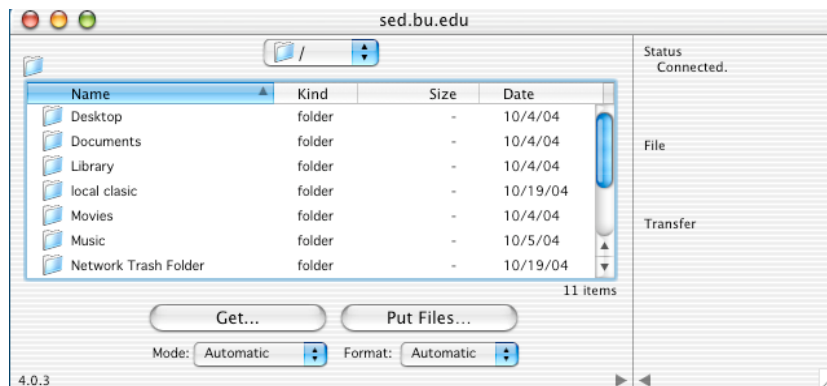 sed.bu.edu
/
Status
Connected.
Name Kind Size Date
Desktop folder - 10/4/04
Documents folder - 10/4/04
Library folder - 10/4/04
local clasic folder - 10/19/04
Movies folder - 10/4/04
Music folder - 10/5/04
Network Trash Folder folder - 10/19/04
11 items
File
Transfer
Get... Put Files...
Mode: Automatic Format: Automatic
4.0.3